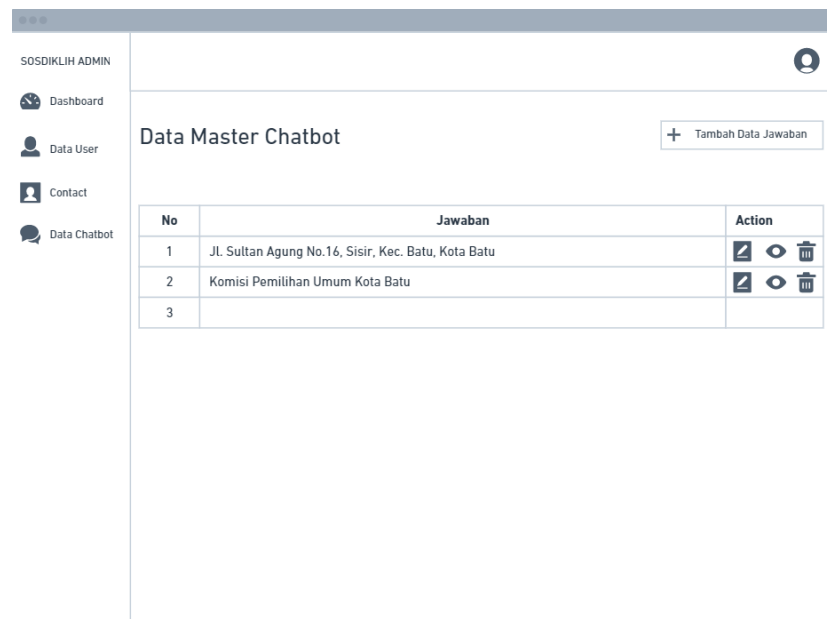 SOSDIKLIH ADMIN
Dashboard
Data User
Contact
Data Chatbot
Data Master Chatbot
+ Tambah Data Jawaban
No Jawaban Action
1 Jl. Sultan Agung No.16, Sisir, Kec. Batu, Kota Batu
2 Komisi Pemilihan Umum Kota Batu
3